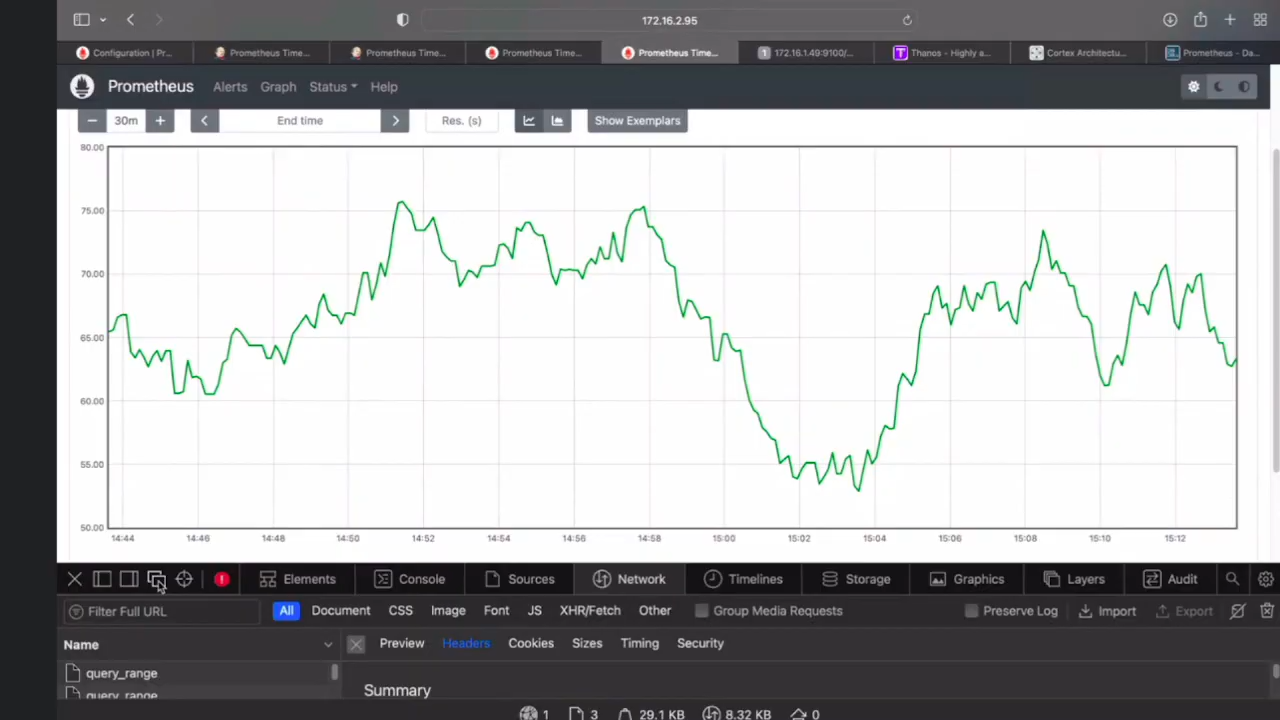 172.16.2.95
Configuration | Pr... Prometheus Time... Prometheus Time... Prometheus Time... Prometheus Time... 1 172.16.1.49:9100/... T Thanos - Highly a... Cortex Architectu... Prometheus - Da...
Prometheus Alerts Graph Status Help
− 30m + < End time > Res. (s) Show Exemplars
80.00
75.00
70.00
65.00
60.00
55.00
50.00
14:44 14:46 14:48 14:50 14:52 14:54 14:56 14:58 15:00 15:02 15:04 15:06 15:08 15:10 15:12
Elements Console Sources Network Timelines Storage Graphics Layers Audit
Filter Full URL All Document CSS Image Font JS XHR/Fetch Other Group Media Requests Preserve Log Import Export
Name Preview Headers Cookies Sizes Timing Security
query_range
query_range
Summary
1 3 29.1 KB 8.32 KB 0